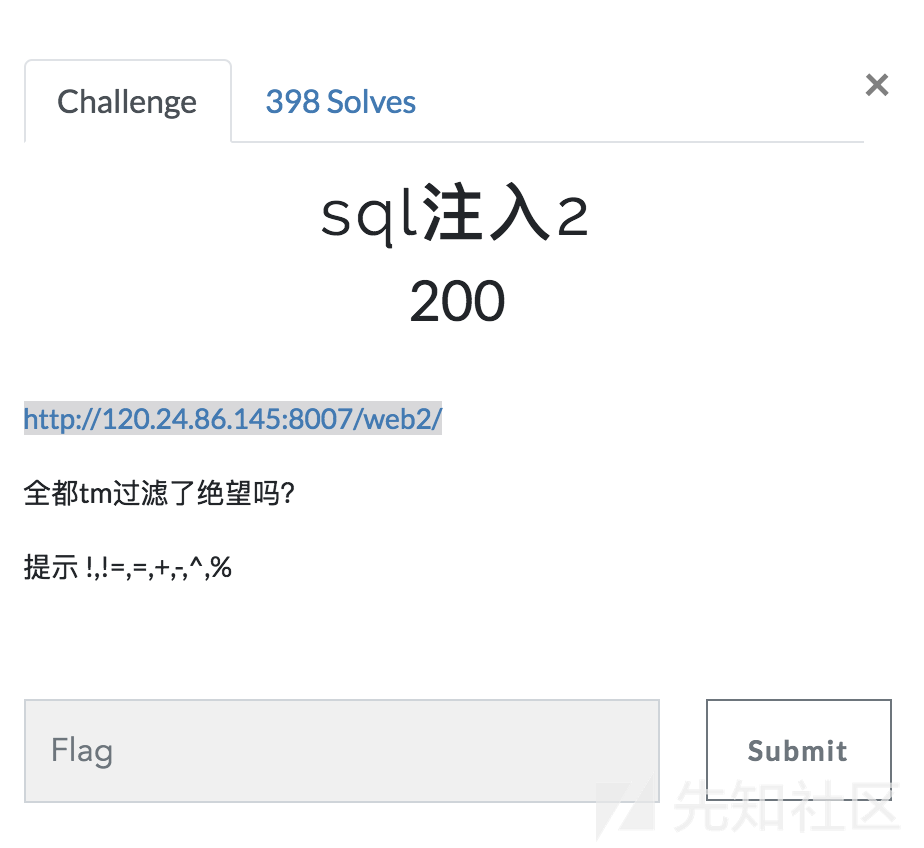 Challenge
398 Solves
×
sql注入2
200
http://120.24.86.145:8007/web2/
全都tm过滤了绝望吗?
提示 !,!=,=,+,-,^,%
Flag
Submit
先知社区